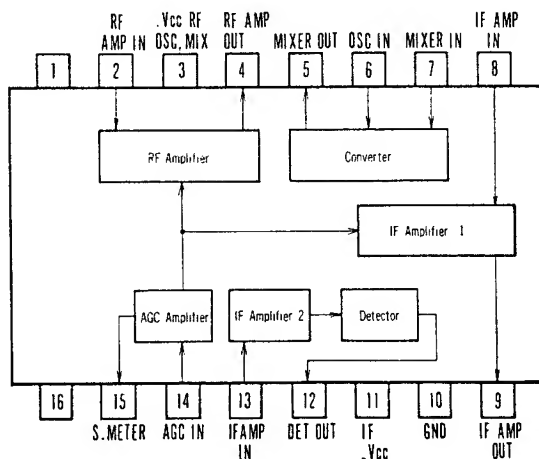 RF AMP IN
.Vcc RF OSC, MIX
RF AMP OUT
MIXER OUT
OSC IN
MIXER IN
IF AMP IN
1
2
3
4
5
6
7
8
RF Amplifier
Converter
IF Amplifier 1
AGC Amplifier
IF Amplifier 2
Detector
16
15
14
13
12
11
10
9
S.METER
AGC IN
IFAMP IN
DET OUT
IF .Vcc
GND
IF AMP OUT